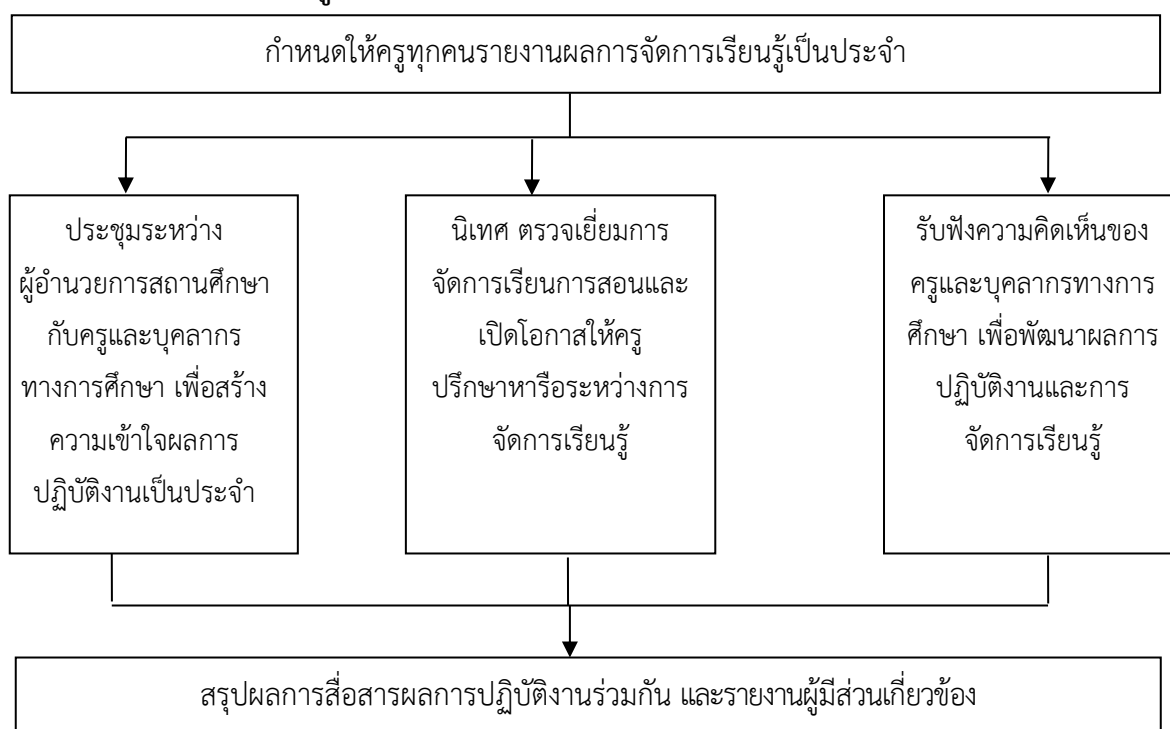 กำหนดให้ครูทุกคนรายงานผลการจัดการเรียนรู้เป็นประจำ
ประชุมระหว่าง
ผู้อำนวยการสถานศึกษา
กับครูและบุคลากร
ทางการศึกษา เพื่อสร้าง
ความเข้าใจผลการ
ปฏิบัติงานเป็นประจำ
นิเทศ ตรวจเยี่ยมการ
จัดการเรียนการสอนและ
เปิดโอกาสให้ครู
ปรึกษาหารือระหว่างการ
จัดการเรียนรู้
รับฟังความคิดเห็นของ
ครูและบุคลากรทางการ
ศึกษา เพื่อพัฒนาผลการ
ปฏิบัติงานและการ
จัดการเรียนรู้
สรุปผลการสื่อสารผลการปฏิบัติงานร่วมกัน และรายงานผู้มีส่วนเกี่ยวข้อง